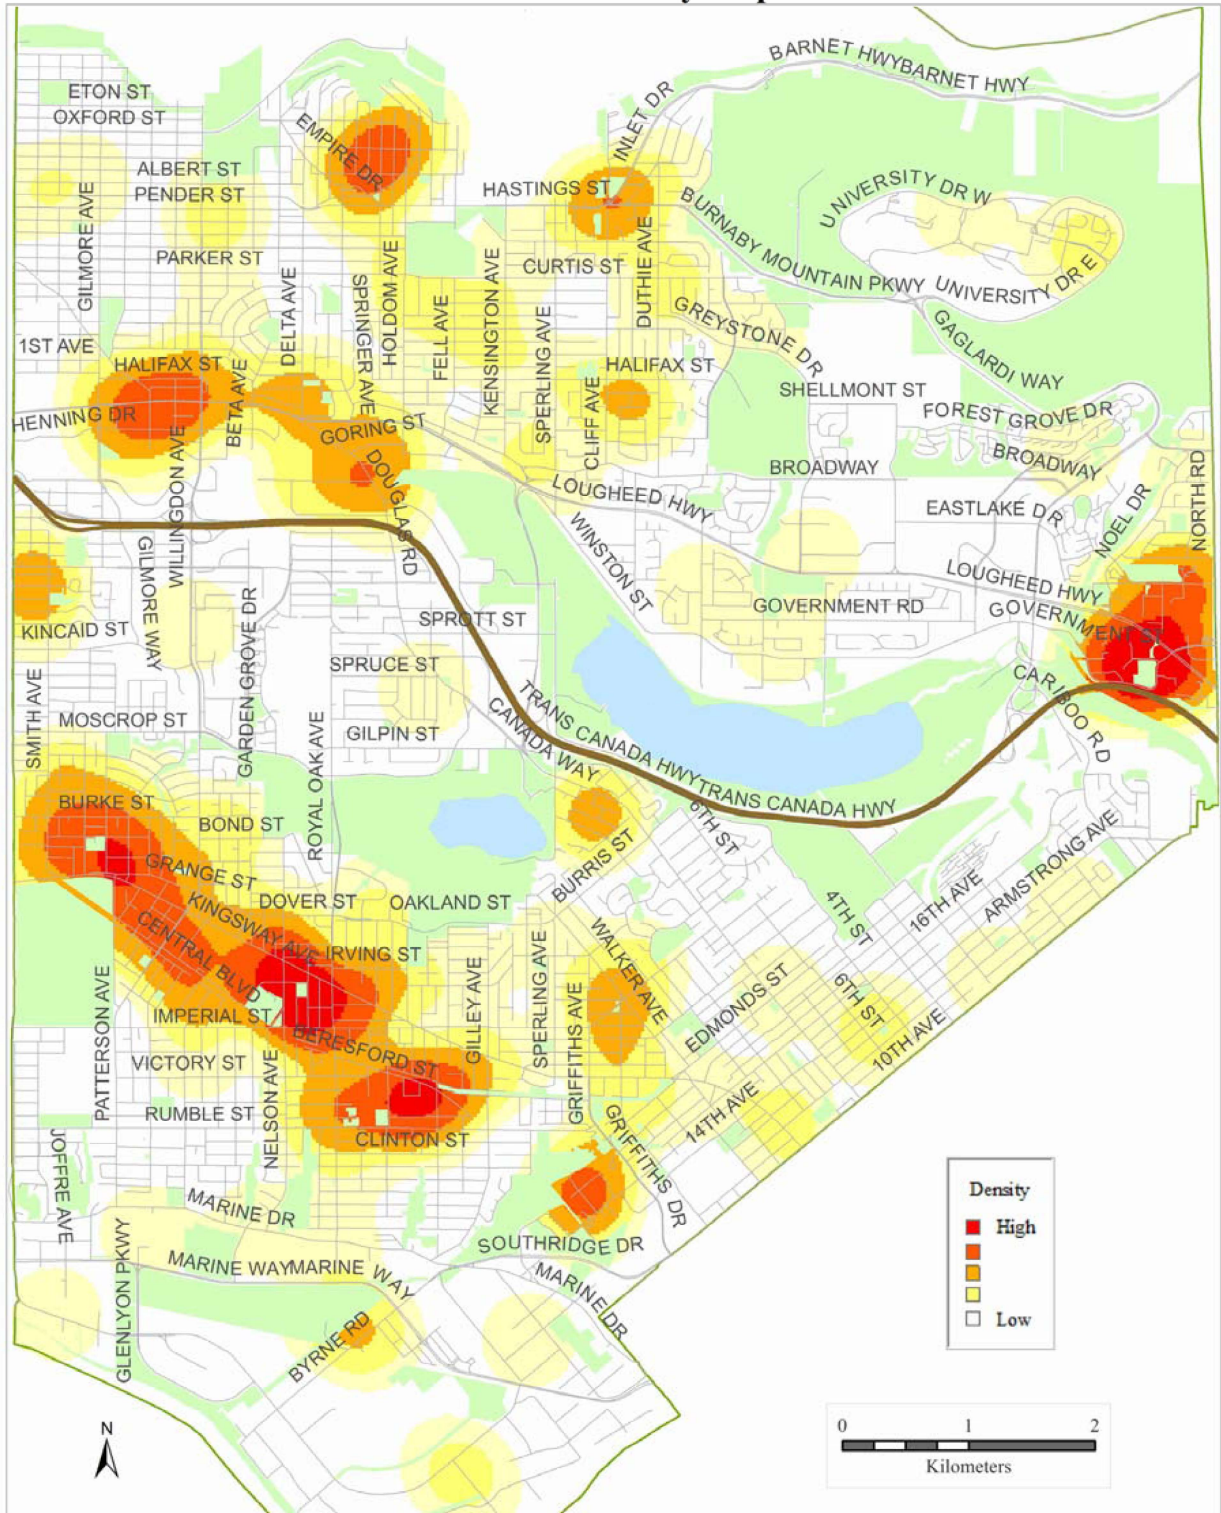 BARNET HWYBARNET HWY
ETON ST
OXFORD ST
INLET DR
EMPIRE DR
ALBERT ST
PENDER ST
HASTINGS ST
UNIVERSITY DR W
GILMORE AVE
BURNABY MOUNTAIN PKWY
PARKER ST
CURTIS ST
DUTHIE AVE
UNIVERSITY DR E
DELTA AVE
SPRINGER AVE
HOLDOM AVE
FELL AVE
KENSINGTON AVE
SPERLING AVE
GREYSTONE DR
GAGLARDI WAY
1ST AVE
HALIFAX ST
HALIFAX ST
SHELLMONT ST
FOREST GROVE DR
HENNING DR
BETA AVE
GORING ST
CLIFF AVE
WILLINGDON AVE
DOUGLAS RD
BROADWAY
BROADWAY
NORTH RD
LOUGHEED HWY
EASTLAKE DR
NOEL DR
WINSTON ST
GILMORE WAY
LOUGHEED HWY
GARDEN GROVE DR
SPROTT ST
GOVERNMENT RD
GOVERNMENT ST
KINCAID ST
SPRUCE ST
CARIBOO RD
SMITH AVE
MOSCROP ST
GILPIN ST
ROYAL OAK AVE
TRANS CANADA HWYTRANS CANADA HWY
CANADA WAY
BURKE ST
BOND ST
6TH ST
BURRIS ST
GRANGE ST
ARMSTRONG AVE
16TH AVE
DOVER ST
OAKLAND ST
4TH ST
KINGSWAY AVE
CENTRAL BLVD
IRVING ST
WALKER AVE
PATTERSON AVE
GILLEY AVE
SPERLING AVE
GRIFFITHS AVE
EDMONDS ST
6TH ST
IMPERIAL ST
BERESFORD ST
10TH AVE
VICTORY ST
NELSON AVE
RUMBLE ST
14TH AVE
CLINTON ST
GRIFFITHS DR
JOFFRE AVE
MARINE DR
SOUTHRIDGE DR
GLENLYON PKWY
MARINE WAYMARINE WAY
MARINE DR
BYRNE RD
Density
High
Low
N
0 1 2
Kilometers